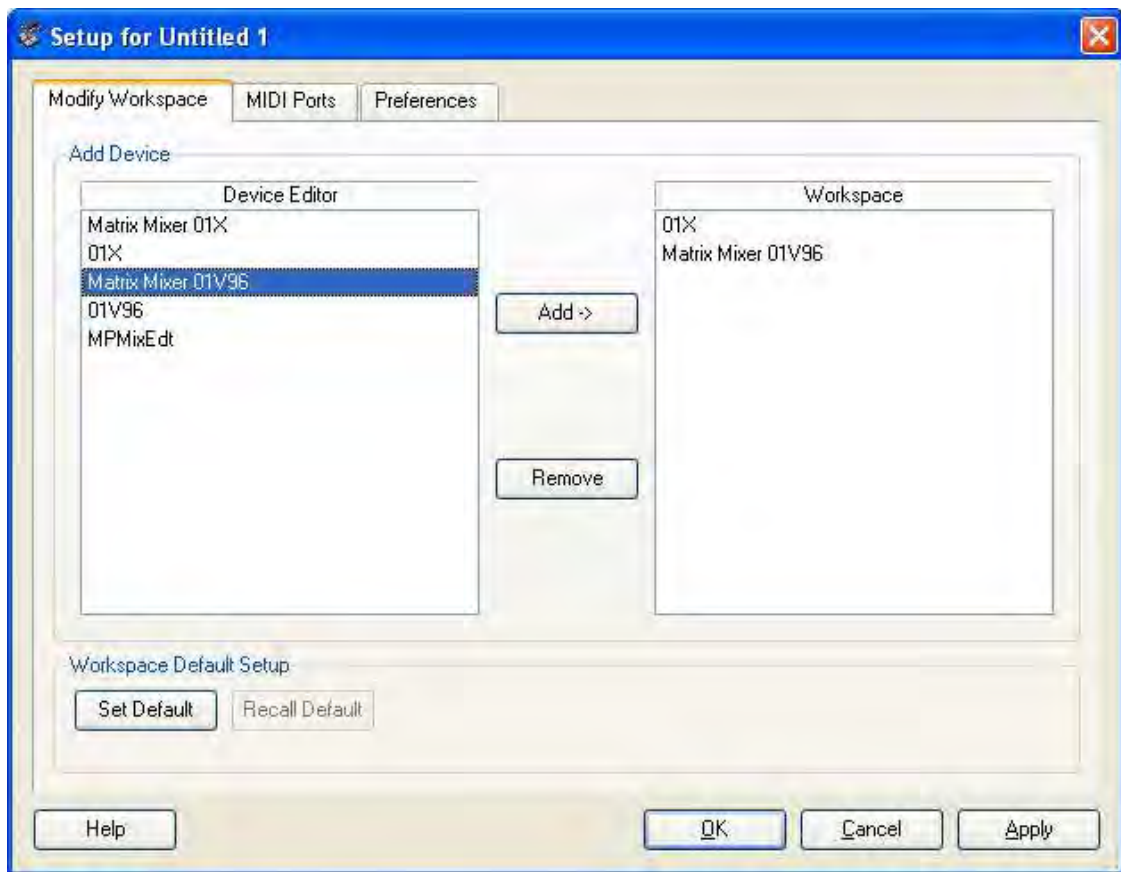 Setup for Untitled 1
Modify Workspace MIDI Ports Preferences
Add Device
Device Editor
Matrix Mixer 01X
01X
Matrix Mixer 01V96
01V96
MPMixEdt
Add ->
Remove
Workspace
01X
Matrix Mixer 01V96
Workspace Default Setup
Set Default Recall Default
Help OK Cancel Apply